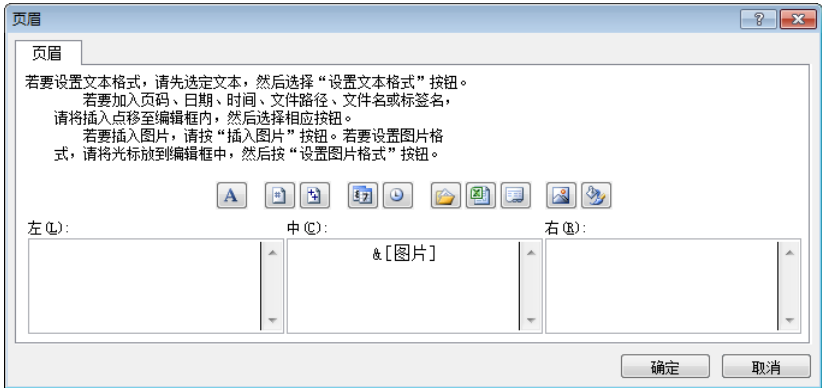 页眉
页眉
若要设置文本格式，请先选定文本，然后选择“设置文本格式”按钮。
若要加入页码、日期、时间、文件路径、文件名或标签名，
请将插入点移至编辑框内，然后选择相应按钮。
若要插入图片，请按“插入图片”按钮。若要设置图片格
式，请将光标放到编辑框中，然后按“设置图片格式”按钮。
A
左(L):
中(C):
右(R):
&[图片]
确定
取消